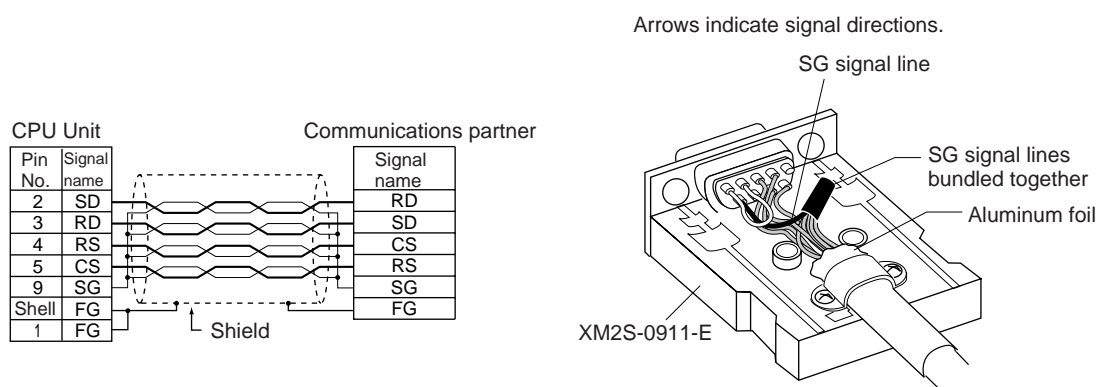 Arrows indicate signal directions.
SG signal line
CPU Unit
Communications partner
Pin No. Signal name
2 SD
3 RD
4 RS
5 CS
9 SG
Shell FG
1 FG
Signal name
RD
SD
CS
RS
SG
FG
Shield
SG signal lines
bundled together
Aluminum foil
XM2S-0911-E